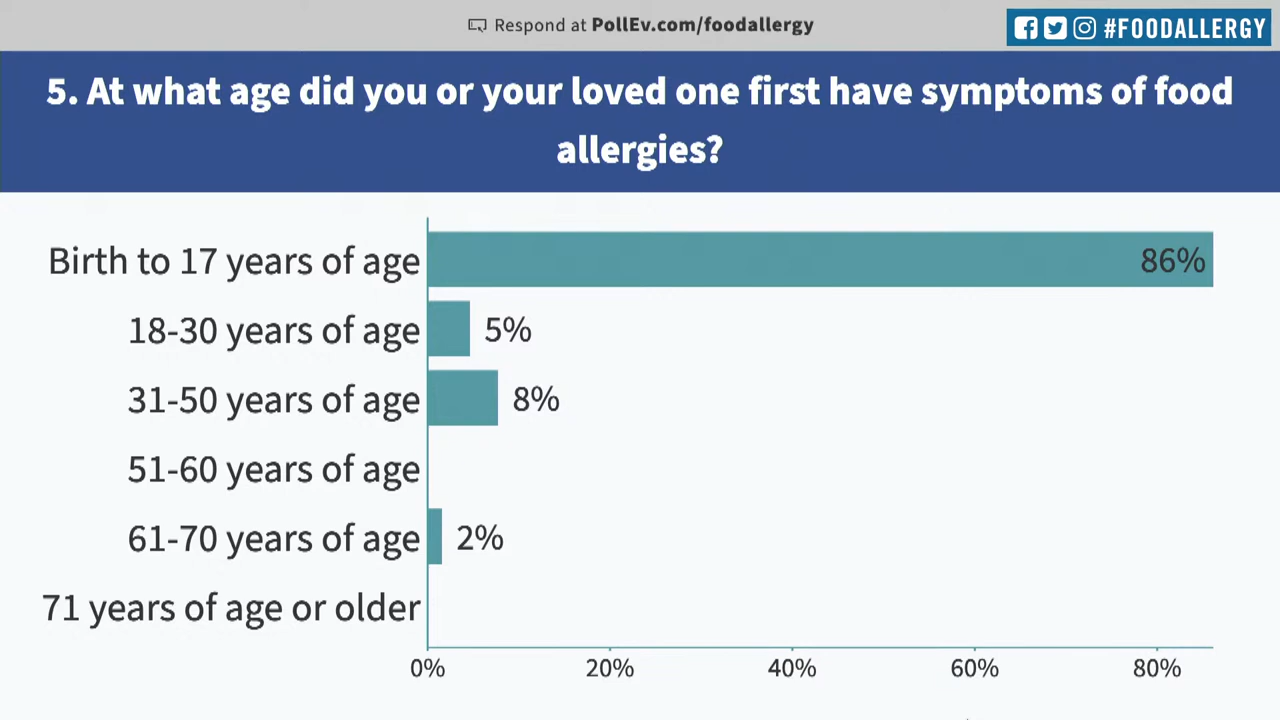 Respond at PollEv.com/foodallergy
#FOODALLERGY
5. At what age did you or your loved one first have symptoms of food
allergies?
Birth to 17 years of age 86%
18-30 years of age 5%
31-50 years of age 8%
51-60 years of age
61-70 years of age 2%
71 years of age or older
0% 20% 40% 60% 80%